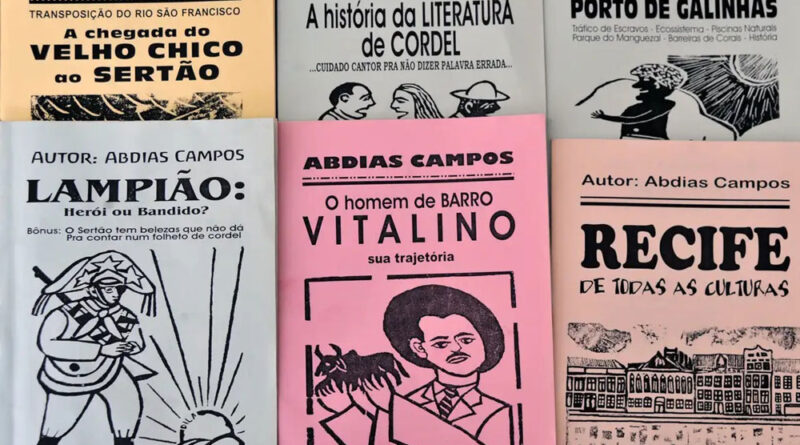 TRANSPOSIÇÃO DO RIO SÃO FRANCISCO
A chegada do
VELHO CHICO
ao SERTÃO
A história da LITERATURA
de CORDEL
...CUIDADO CANTOR PRA NÃO DIZER PALAVRA ERRADA...
PORTO DE GALINHAS
Tráfico de Escravos - Ecossistema - Piscinas Naturais
Parque do Manguezal - Barreiras de Corais - História
AUTOR: ABDIAS CAMPOS
LAMPIÃO:
Herói ou Bandido?
Bônus: O Sertão tem belezas que não dá
Pra contar num folheto de cordel
ABDIAS CAMPOS
O homem de BARRO
VITALINO
sua trajetória
Autor: Abdias Campos
RECIFE
DE TODAS AS CULTURAS